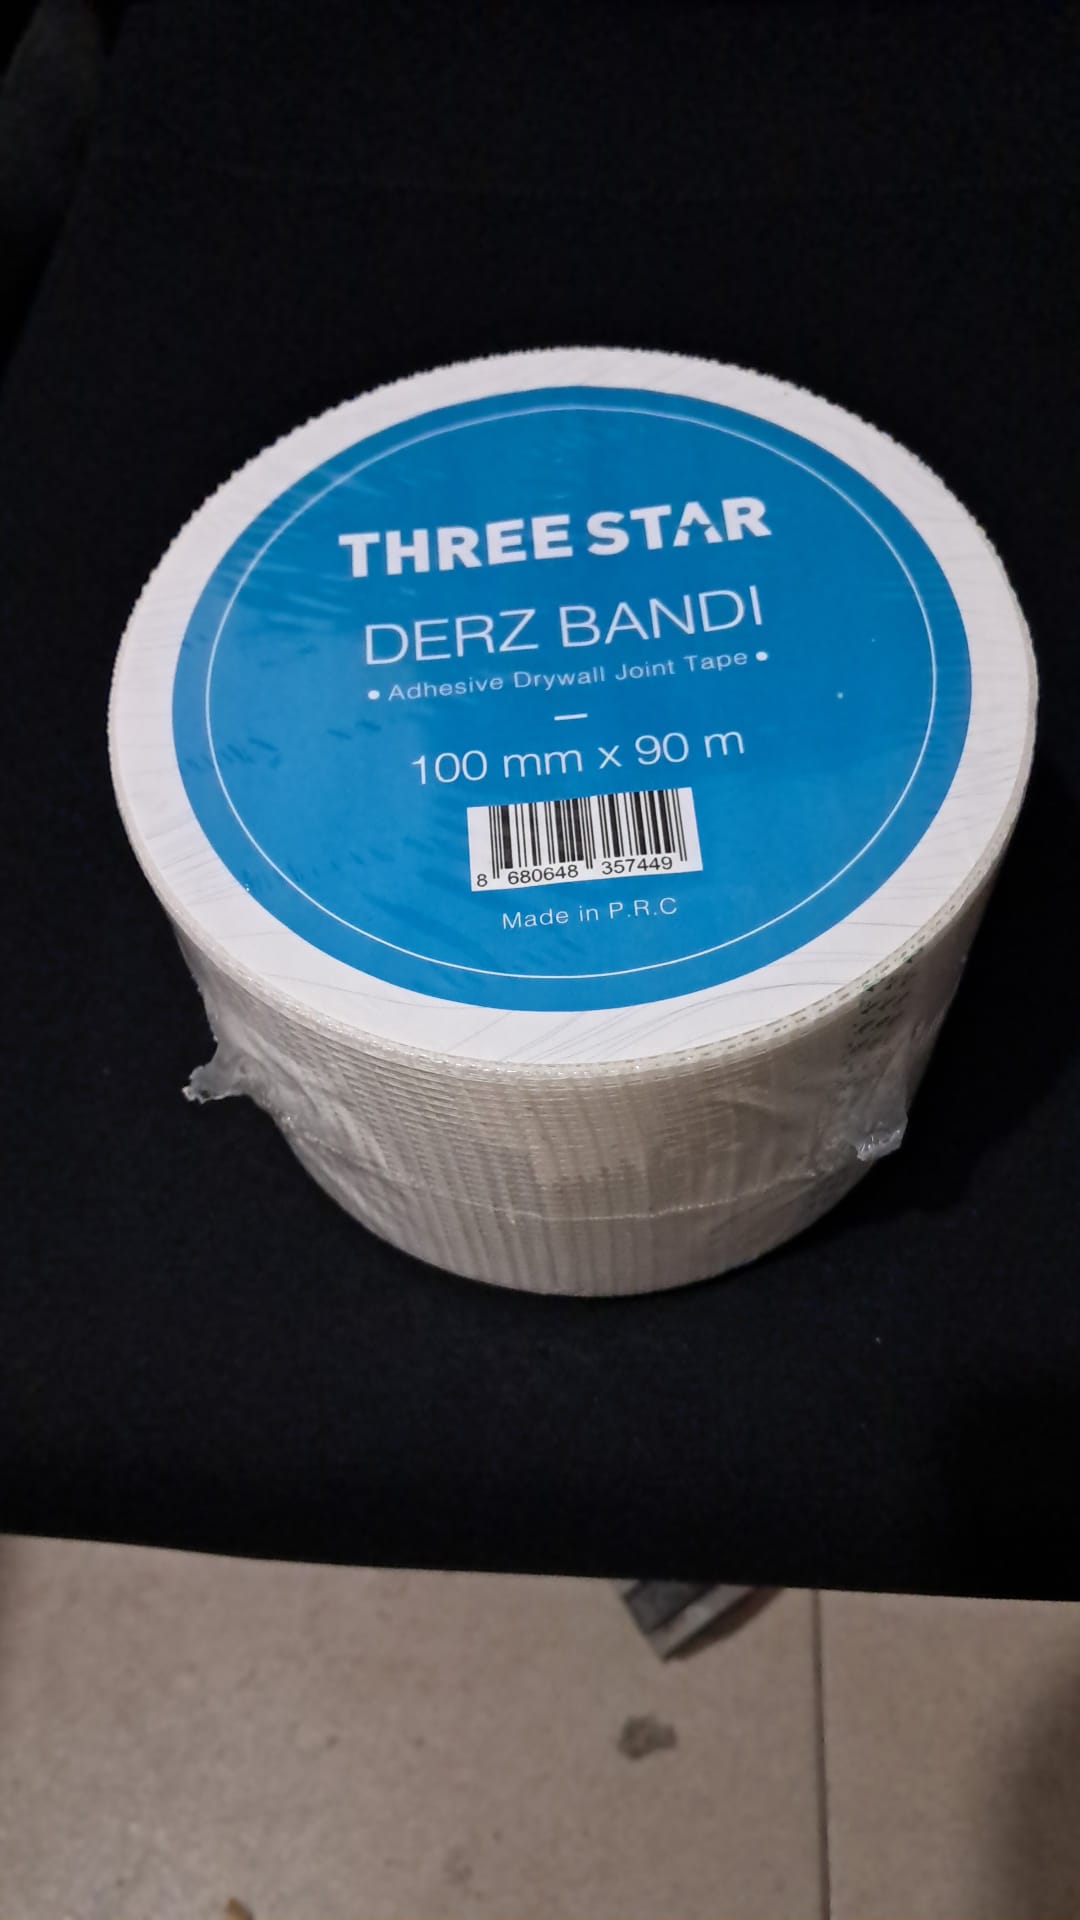 THREE STAR
DERZ BANDI
• Adhesive Drywall Joint Tape •
100 mm x 90 m
8 680648 357449
Made in P.R.C